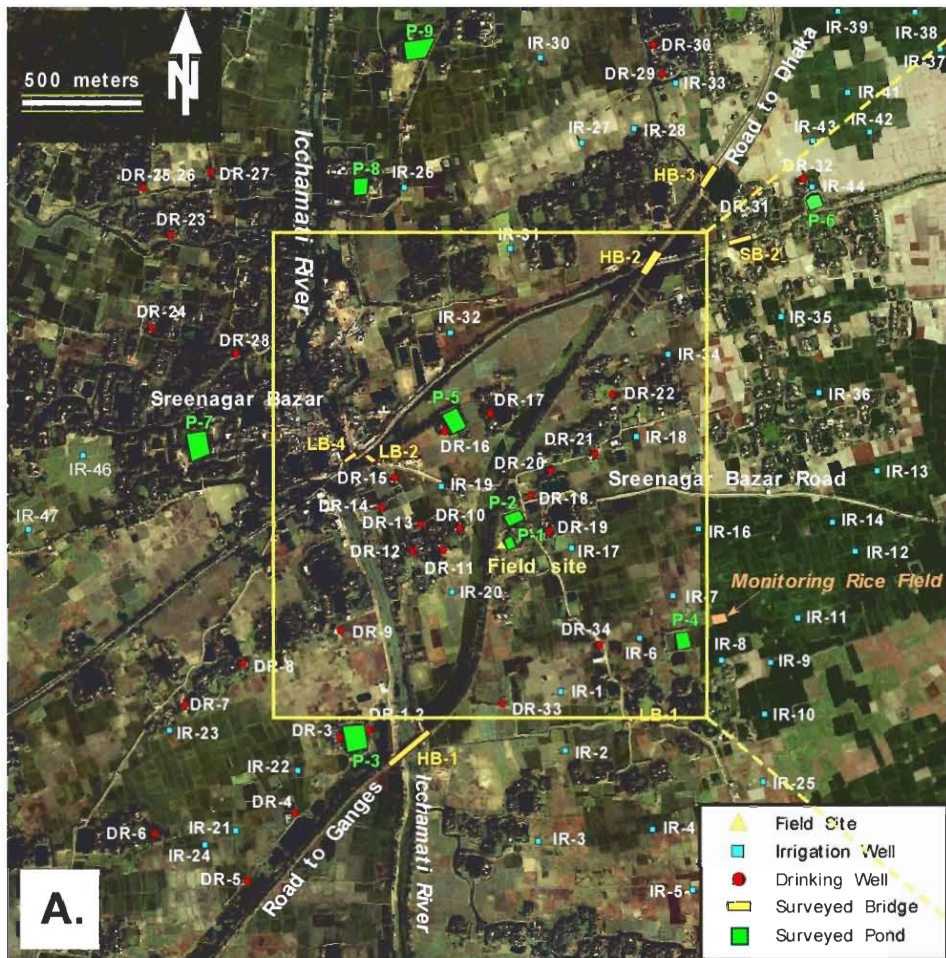 P-9
IR-30
DR-30
IR-39
IR-38
IR-37
500 meters
N
DR-29
IR-33
Road to Dhaka
IR-41
Icchamati River
IR-27
IR-28
IR-43
IR-42
DR-25,26
DR-27
P-8
IR-26
HB-3
DR-32
IR-44
DR-31
P-6
DR-23
IR-31
HB-2
SB-2
DR-24
IR-32
IR-35
DR-28
IR-34
Sreenagar Bazar
P-5
DR-17
DR-22
IR-36
P-7
DR-16
DR-21
IR-18
LB-4
LB-2
IR-46
DR-15
DR-20
IR-13
IR-19
Sreenagar Bazar Road
DR-14
P-2
DR-18
IR-47
DR-13
DR-10
P-1
DR-19
IR-16
IR-14
DR-12
DR-11
IR-17
IR-12
Field site
IR-20
IR-7
Monitoring Rice Field
DR-9
P-4
IR-11
DR-34
IR-6
IR-8
IR-9
DR-8
DR-7
DR-33
IR-1
IR-10
IR-23
DR-3
DR-1,2
LB-1
P-3
HB-1
IR-2
IR-22
IR-25
DR-4
Icchamati River
DR-6
IR-21
IR-3
IR-4
IR-24
DR-5
Road to Ganges
IR-5
A.
Field Site
Irrigation Well
Drinking Well
Surveyed Bridge
Surveyed Pond